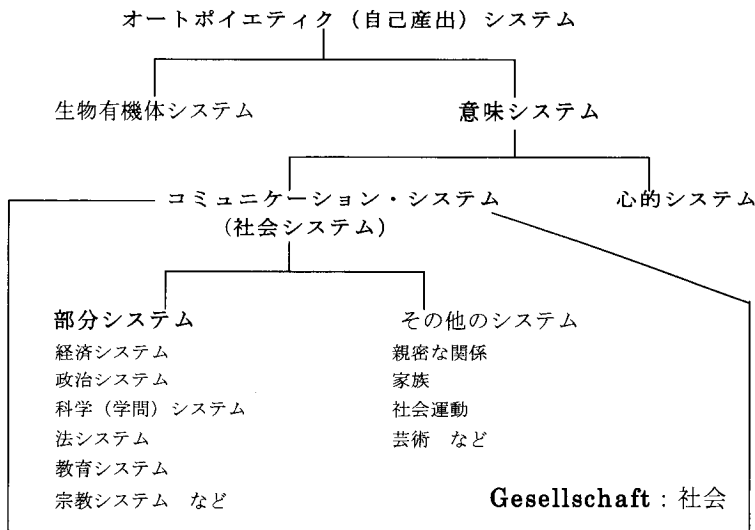 オートポイエティク（自己産出）システム
生物有機体システム　意味システム
コミュニケーション・システム　心的システム
（社会システム）
部分システム　その他のシステム
経済システム　親密な関係
政治システム　家族
科学（学問）システム　社会運動
法システム　芸術　など
教育システム
宗教システム　など　Gesellschaft：社会